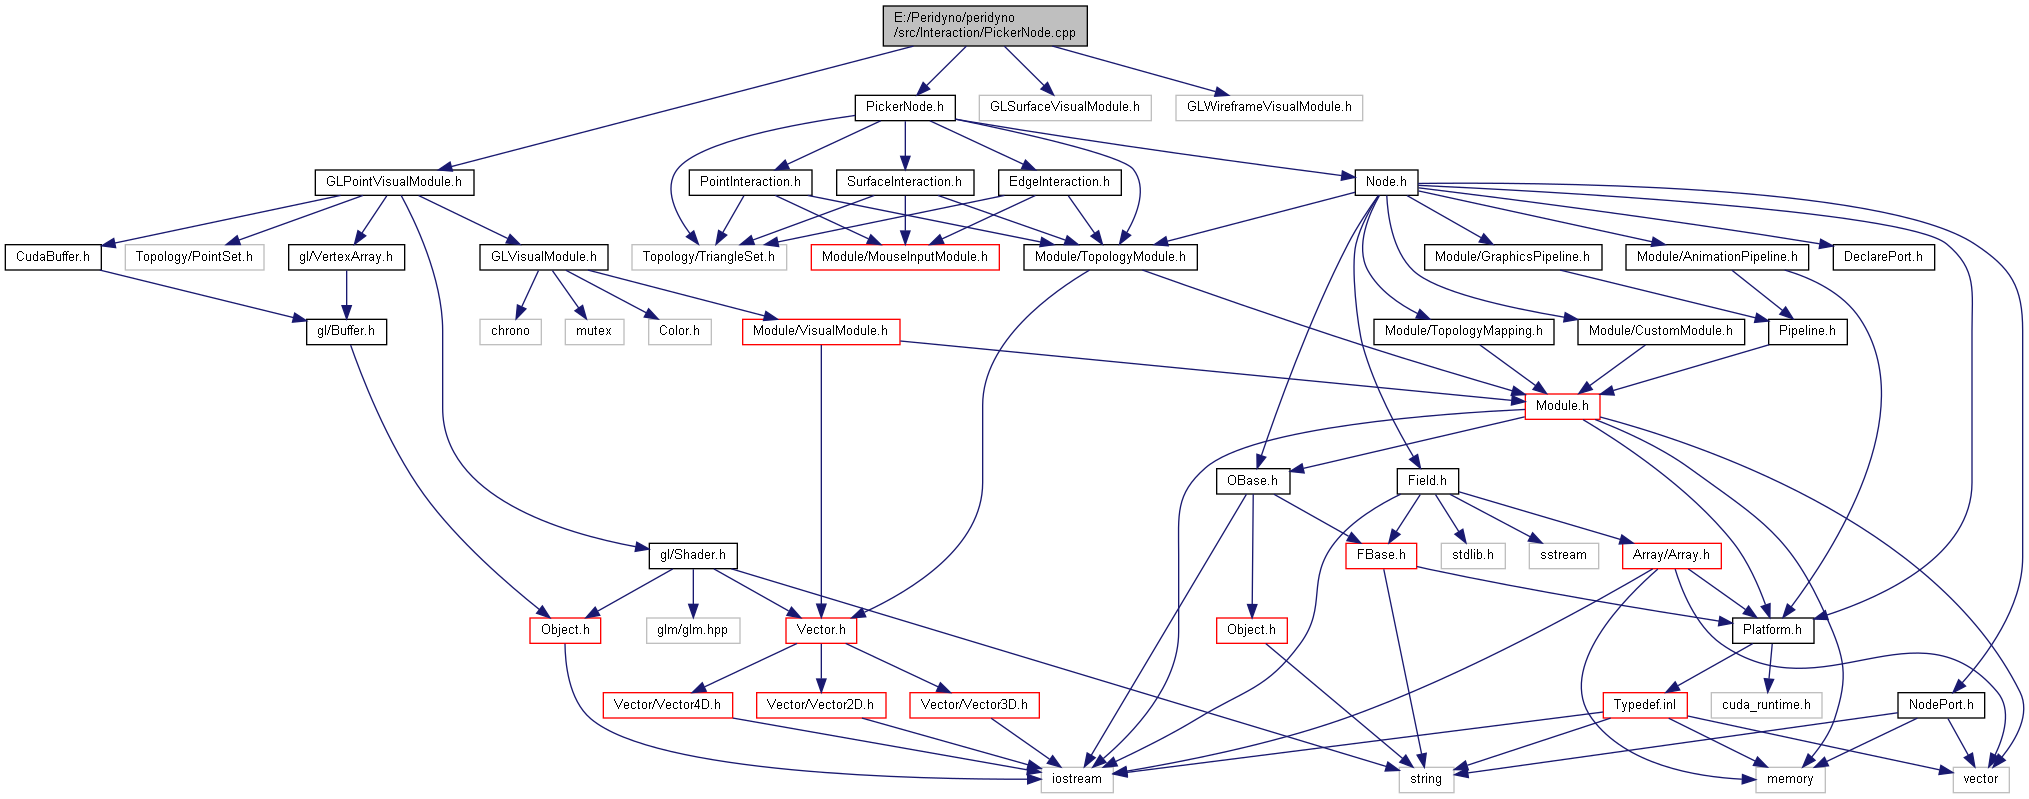 E:/Peridyno/peridyno
/src/Interaction/PickerNode.cpp
PickerNode.h
GLSurfaceVisualModule.h
GLWireframeVisualModule.h
GLPointVisualModule.h
PointInteraction.h
SurfaceInteraction.h
EdgeInteraction.h
Node.h
CudaBuffer.h
Topology/PointSet.h
gl/VertexArray.h
GLVisualModule.h
Topology/TriangleSet.h
Module/MouseInputModule.h
Module/TopologyModule.h
Module/GraphicsPipeline.h
Module/AnimationPipeline.h
DeclarePort.h
gl/Buffer.h
chrono
mutex
Color.h
Module/VisualModule.h
Module/TopologyMapping.h
Module/CustomModule.h
Pipeline.h
Module.h
OBase.h
Field.h
gl/Shader.h
FBase.h
stdlib.h
sstream
Array/Array.h
Object.h
glm/glm.hpp
Vector.h
Object.h
Platform.h
Vector/Vector4D.h
Vector/Vector2D.h
Vector/Vector3D.h
Typedef.inl
cuda_runtime.h
NodePort.h
iostream
string
memory
vector